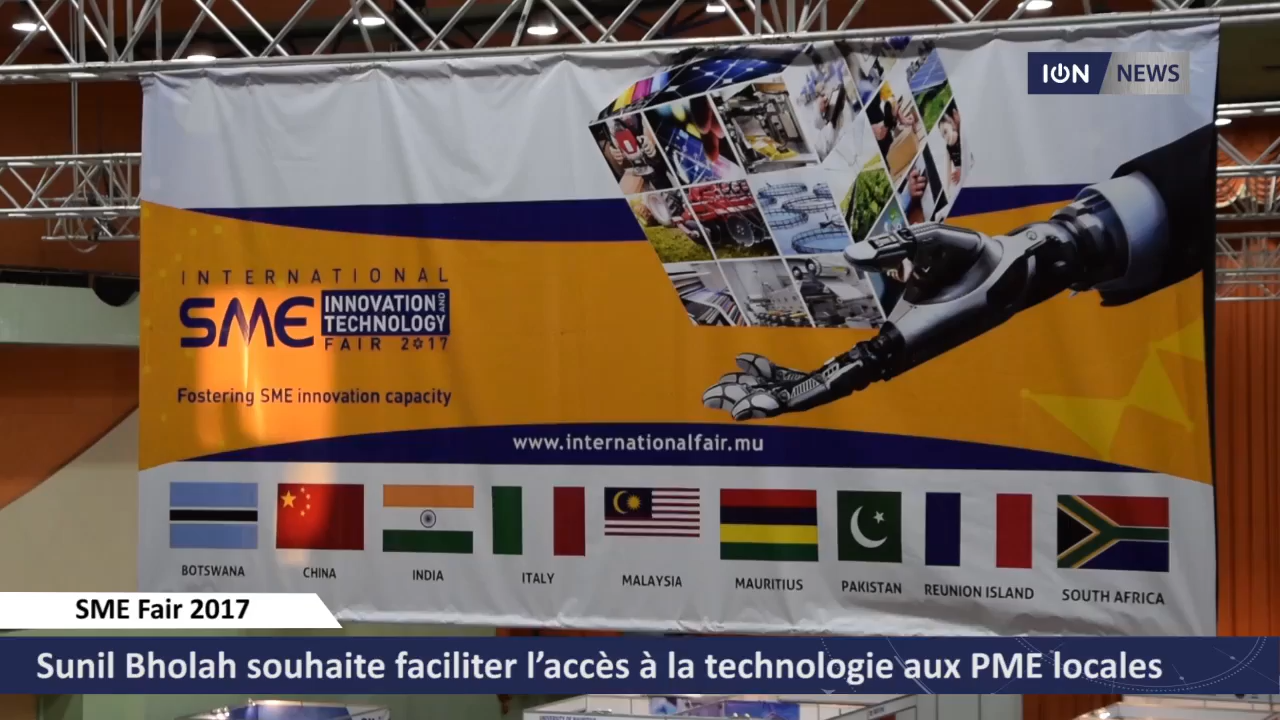 ION NEWS
INTERNATIONAL
SME INNOVATION AND
TECHNOLOGY
FAIR 2017
Fostering SME innovation capacity
www.internationalfair.mu
BOTSWANA CHINA INDIA ITALY MALAYSIA MAURITIUS PAKISTAN REUNION ISLAND SOUTH AFRICA
SME Fair 2017
Sunil Bholah souhaite faciliter l’accès à la technologie aux PME locales